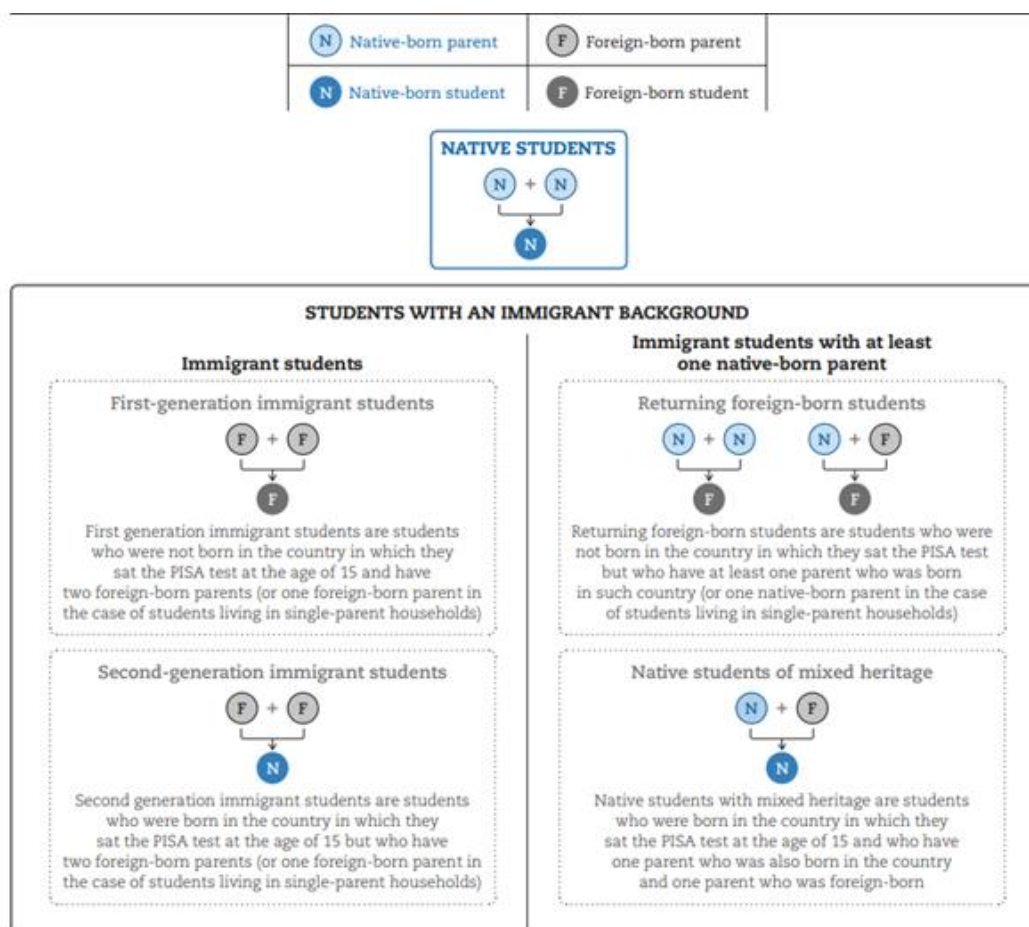 N Native-born parent
F Foreign-born parent
N Native-born student
F Foreign-born student
NATIVE STUDENTS
N + N
N
STUDENTS WITH AN IMMIGRANT BACKGROUND
Immigrant students
First-generation immigrant students
F + F
F
First generation immigrant students are students
who were not born in the country in which they
sat the PISA test at the age of 15 and have
two foreign-born parents (or one foreign-born parent in
the case of students living in single-parent households)
Second-generation immigrant students
F + F
N
Second generation immigrant students are students
who were born in the country in which they
sat the PISA test at the age of 15 but who have
two foreign-born parents (or one foreign-born parent in
the case of students living in single-parent households)
Immigrant students with at least
one native-born parent
Returning foreign-born students
N + N N + F
F F
Returning foreign-born students are students who were
not born in the country in which they sat the PISA test
but who have at least one parent who was born
in such country (or one native-born parent in the case
of students living in single-parent households)
Native students of mixed heritage
N + F
N
Native students with mixed heritage are students
who were born in the country in which they
sat the PISA test at the age of 15 and who have
one parent who was also born in the country
and one parent who was foreign-born